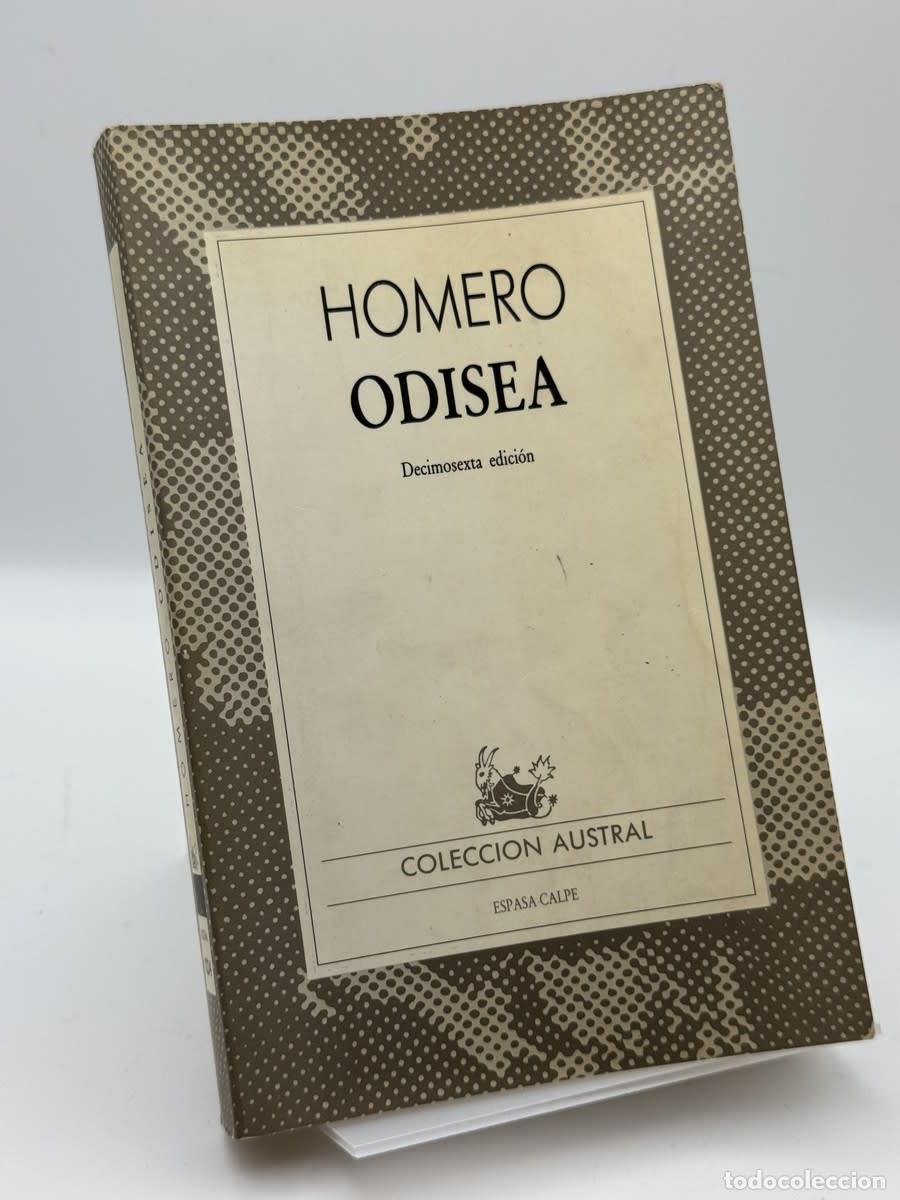 HOMERO
ODISEA
Decimosexta edición
COLECCION AUSTRAL
ESPASA CALPE
HOMERO ODISEA
todocoleccion